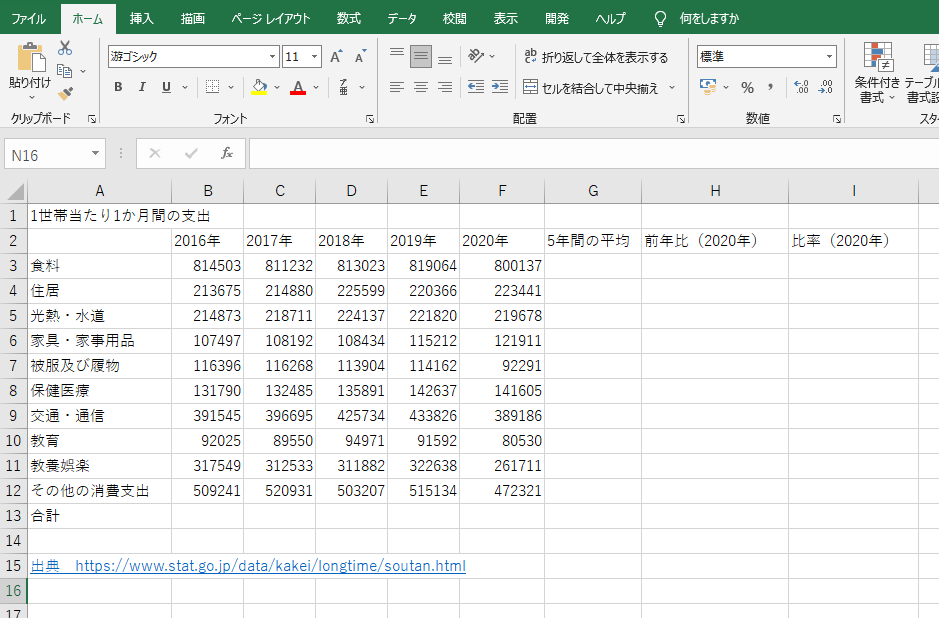 ファイル ホーム 挿入 描画 ページ レイアウト 数式 データ 校閲 表示 開発 ヘルプ 何をしますか
游ゴシック 11 A A ab 折り返して全体を表示する 標準
貼り付け B I U A セルを結合して中央揃え % , 条件付き書式
クリップボード フォント 配置 数値
N16 fx
A B C D E F G H I
1 1世帯当たり1か月間の支出
2 2016年 2017年 2018年 2019年 2020年 5年間の平均 前年比（2020年） 比率（2020年）
3 食料 814503 811232 813023 819064 800137
4 住居 213675 214880 225599 220366 223441
5 光熱・水道 214873 218711 224137 221820 219678
6 家具・家事用品 107497 108192 108434 115212 121911
7 被服及び履物 116396 116268 113904 114162 92291
8 保健医療 131790 132485 135891 142637 141605
9 交通・通信 391545 396695 425734 433826 389186
10 教育 92025 89550 94971 91592 80530
11 教養娯楽 317549 312533 311882 322638 261711
12 その他の消費支出 509241 520931 503207 515134 472321
13 合計
14
15 出典　https://www.stat.go.jp/data/kakei/longtime/soutan.html
16
17